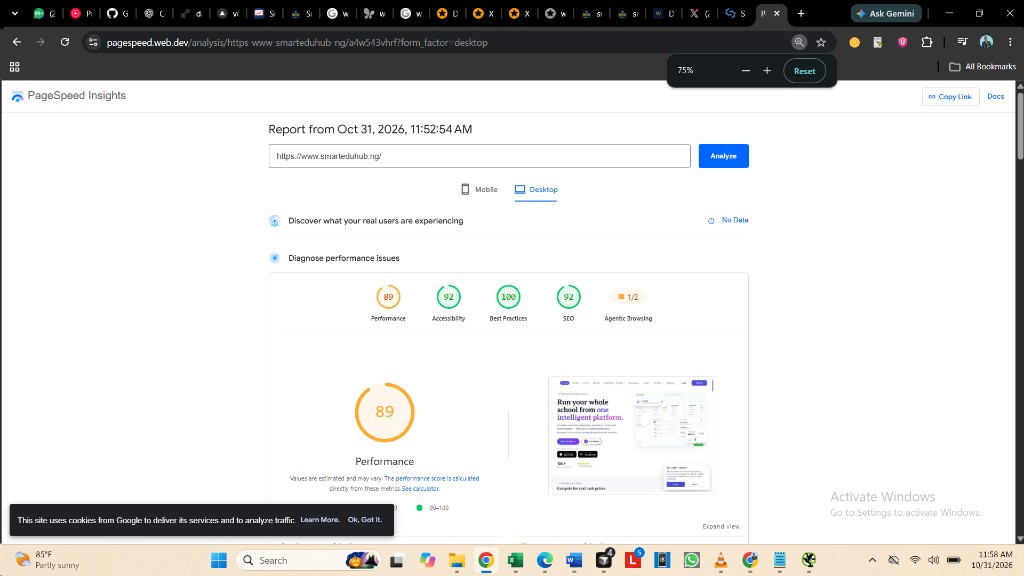 Ask Gemini
pagespeed.web.dev/analysis/https-www-smarteduhub-ng/a4w543vhrf?form_factor=desktop
75%
Reset
All Bookmarks
PageSpeed Insights
Copy Link
Docs
Report from Oct 31, 2026, 11:52:54 AM
https://www.smarteduhub.ng/
Analyze
Mobile
Desktop
Discover what your real users are experiencing
No Data
Diagnose performance issues
89
92
100
92
1/2
Performance
Accessibility
Best Practices
SEO
Agentic Browsing
89
Run your whole
school from one
intelligent platform.
Performance
Values are estimated and may vary. The performance score is calculated
directly from these metrics. See calculator.
90–100
Expand view
This site uses cookies from Google to deliver its services and to analyze traffic.
Learn More.
Ok, Got it.
Activate Windows
Go to Settings to activate Windows.
85°F
Partly sunny
Search
4
5
11:58 AM
10/31/2026